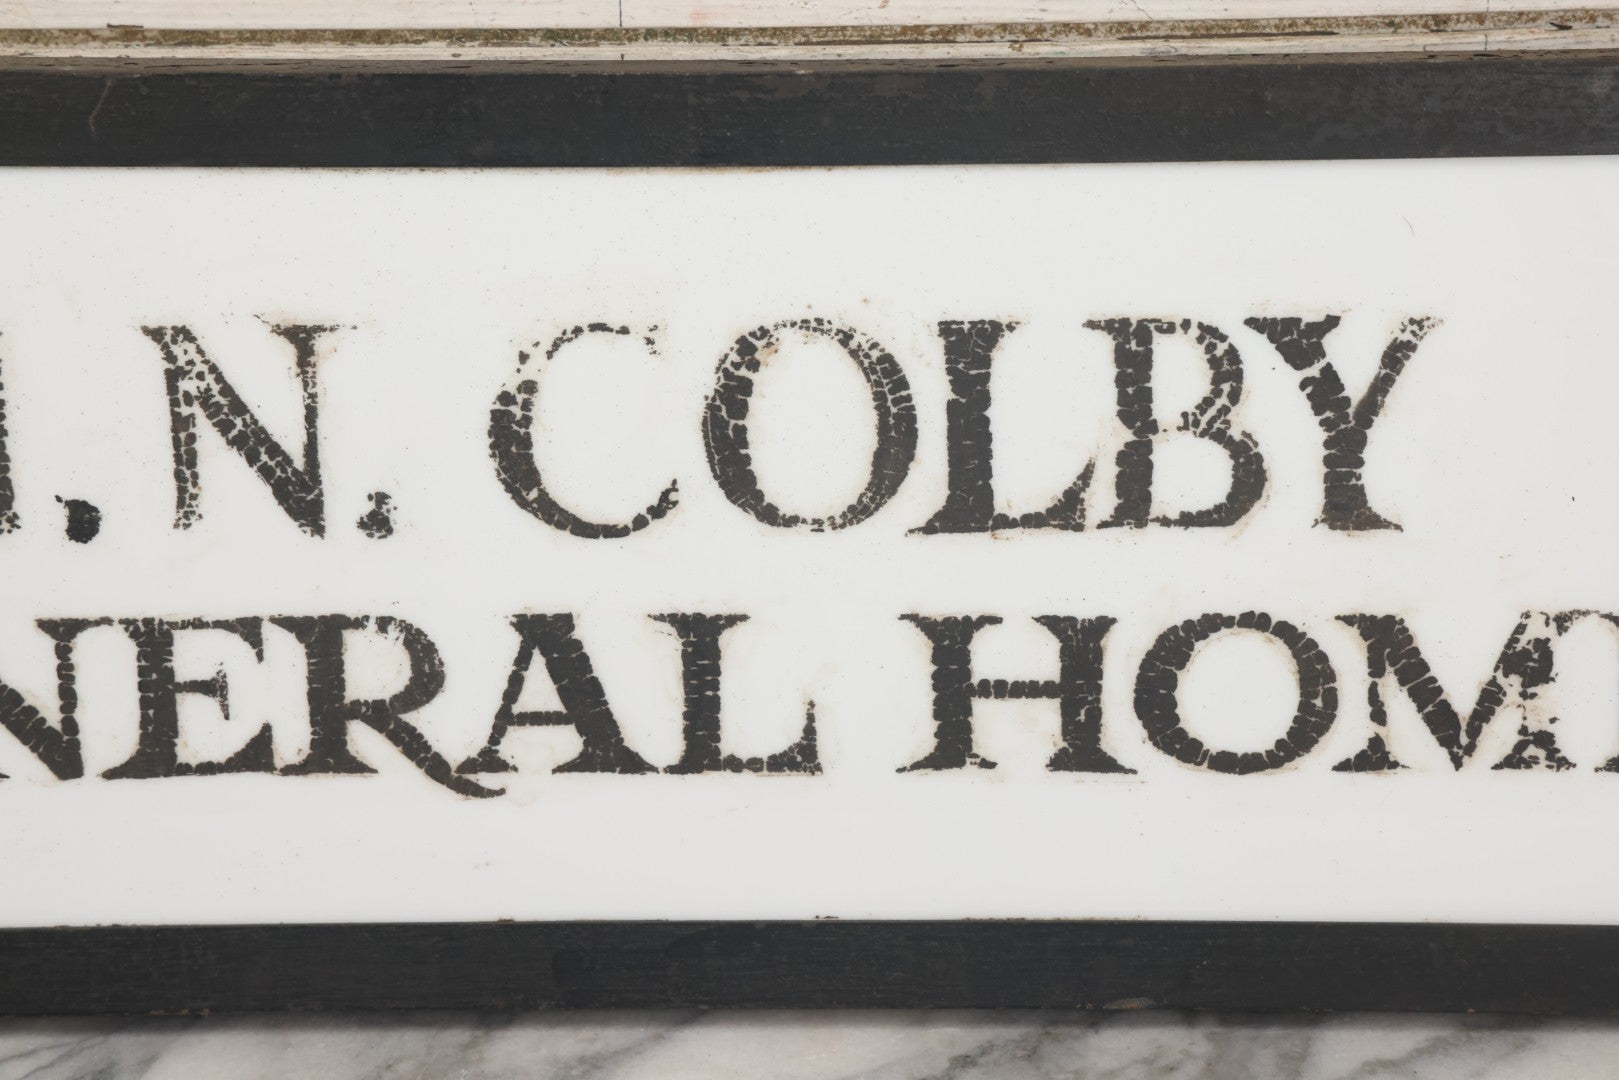 . N. COLBY
NERAL HOM